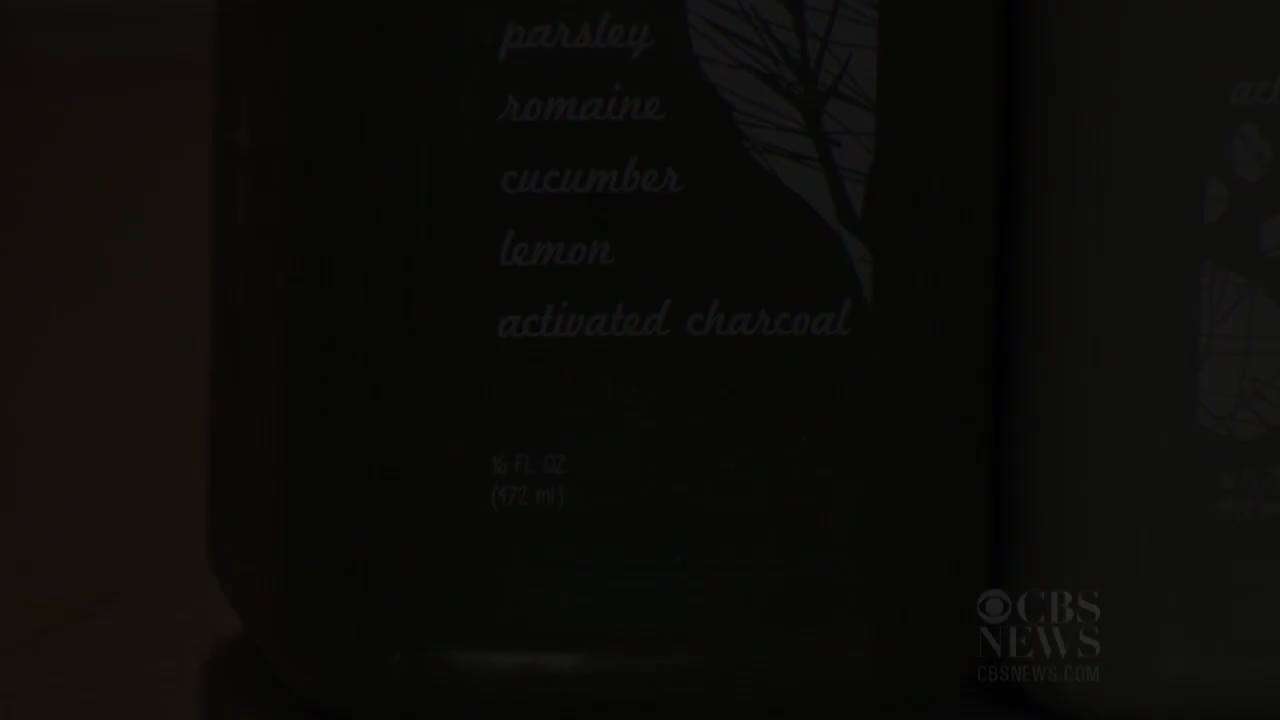 parsley
romaine
cucumber
lemon
activated charcoal
16 FL OZ
(472 ml)
CBS
NEWS
CBSNEWS.COM